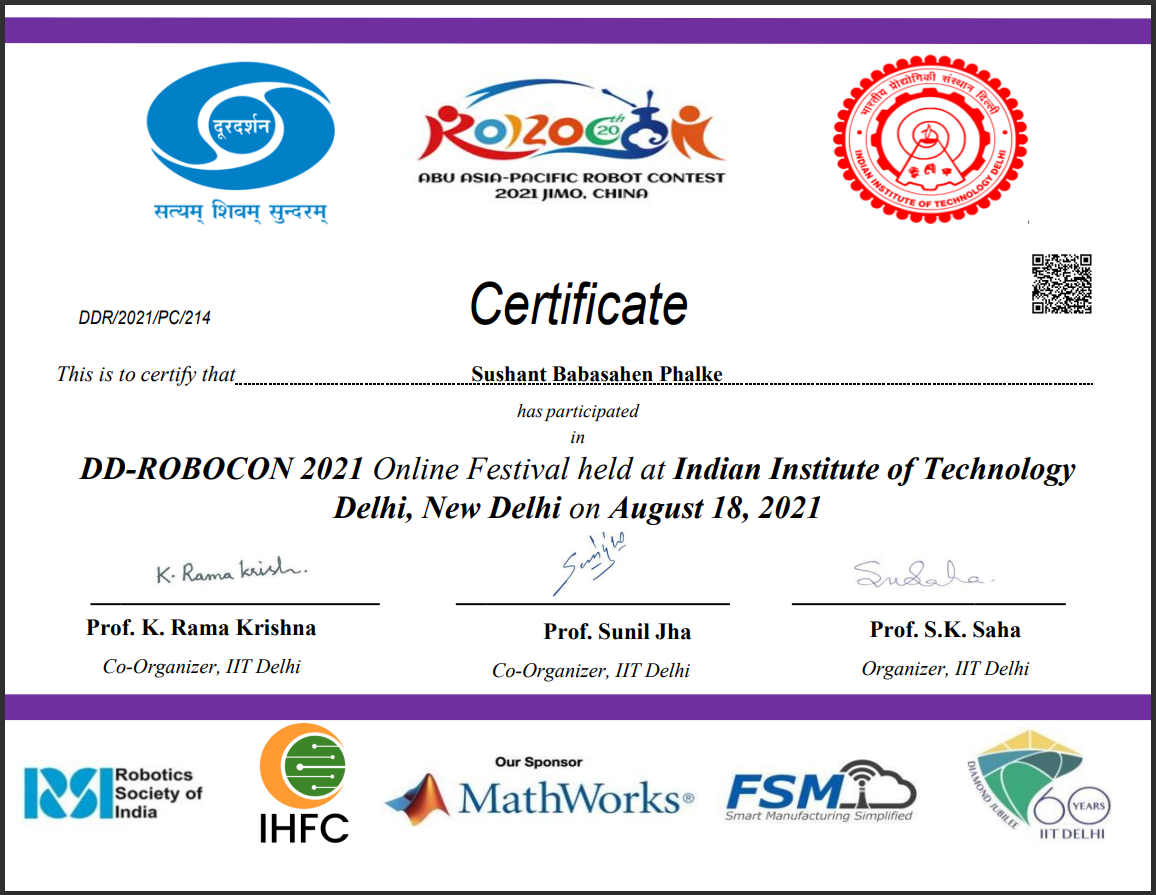 दूरदर्शन
सत्यम् शिवम् सुन्दरम्
ROBOCON
20th
ABU ASIA-PACIFIC ROBOT CONTEST
2021 JIMO, CHINA
भारतीय प्रौद्योगिकी संस्थान दिल्ली
INDIAN INSTITUTE OF TECHNOLOGY DELHI
DDR/2021/PC/214
Certificate
This is to certify that Sushant Babasahen Phalke
has participated
in
DD-ROBOCON 2021 Online Festival held at Indian Institute of Technology
Delhi, New Delhi on August 18, 2021
K. Rama Krish
SKSaha
Prof. K. Rama Krishna
Prof. Sunil Jha
Prof. S.K. Saha
Co-Organizer, IIT Delhi
Co-Organizer, IIT Delhi
Organizer, IIT Delhi
RSI
Robotics
Society of
India
IHFC
Our Sponsor
MathWorks®
FSM
Smart Manufacturing Simplified
DIAMOND JUBILEE
60 YEARS
IIT DELHI